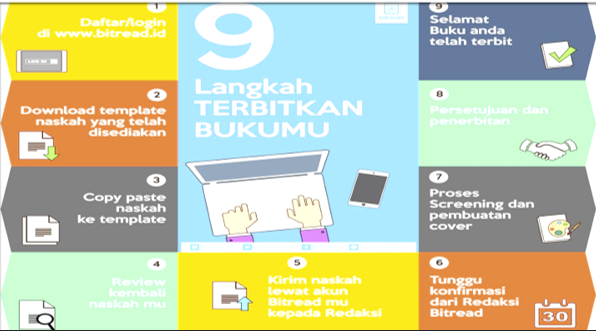 1
Daftar/login
di www.bitread.id
LOG IN
2
Download template
naskah yang telah
disediakan
3
Copy paste
naskah
ke template
4
Review
kembali
naskah mu
9
Langkah
TERBITKAN
BUKUMU
5
Kirim naskah
lewat akun
Bitread mu
kepada Redaksi
6
Tunggu
konfirmasi
dari Redaksi
Bitread
30
7
Proses
Screening dan
pembuatan
cover
8
Persetujuan dan
penerbitan
9
Selamat
Buku anda
telah terbit